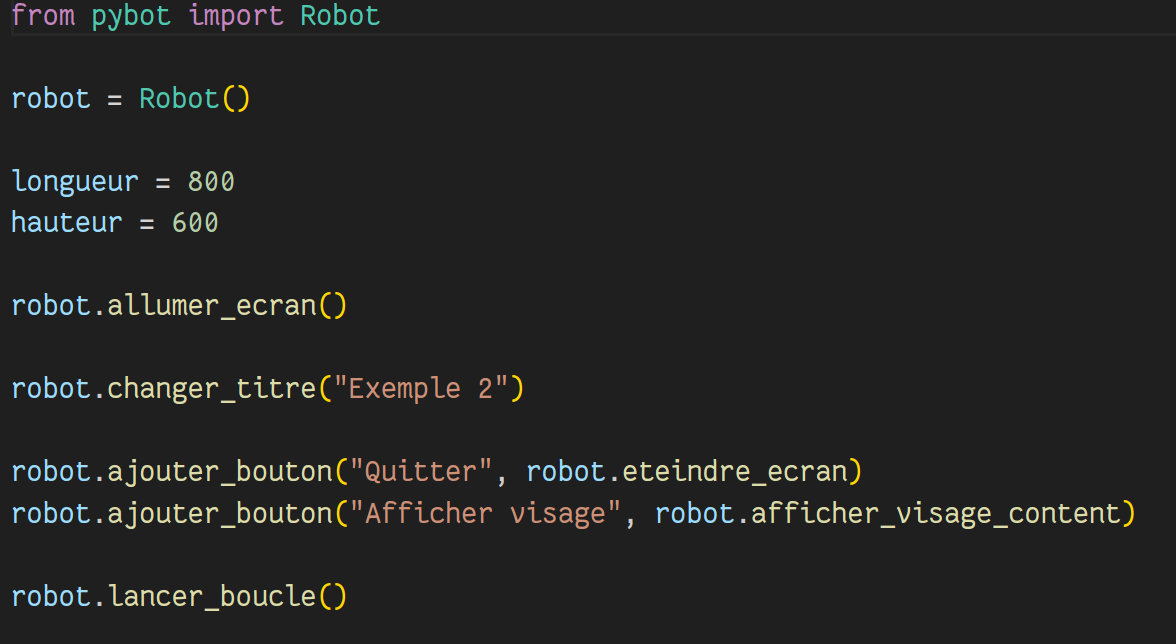 from pybot import Robot
robot = Robot()
longueur = 800
hauteur = 600
robot.allumer_ecran()
robot.changer_titre("Exemple 2")
robot.ajouter_bouton("Quitter", robot.eteindre_ecran)
robot.ajouter_bouton("Afficher visage", robot.afficher_visage_content)
robot.lancer_boucle()